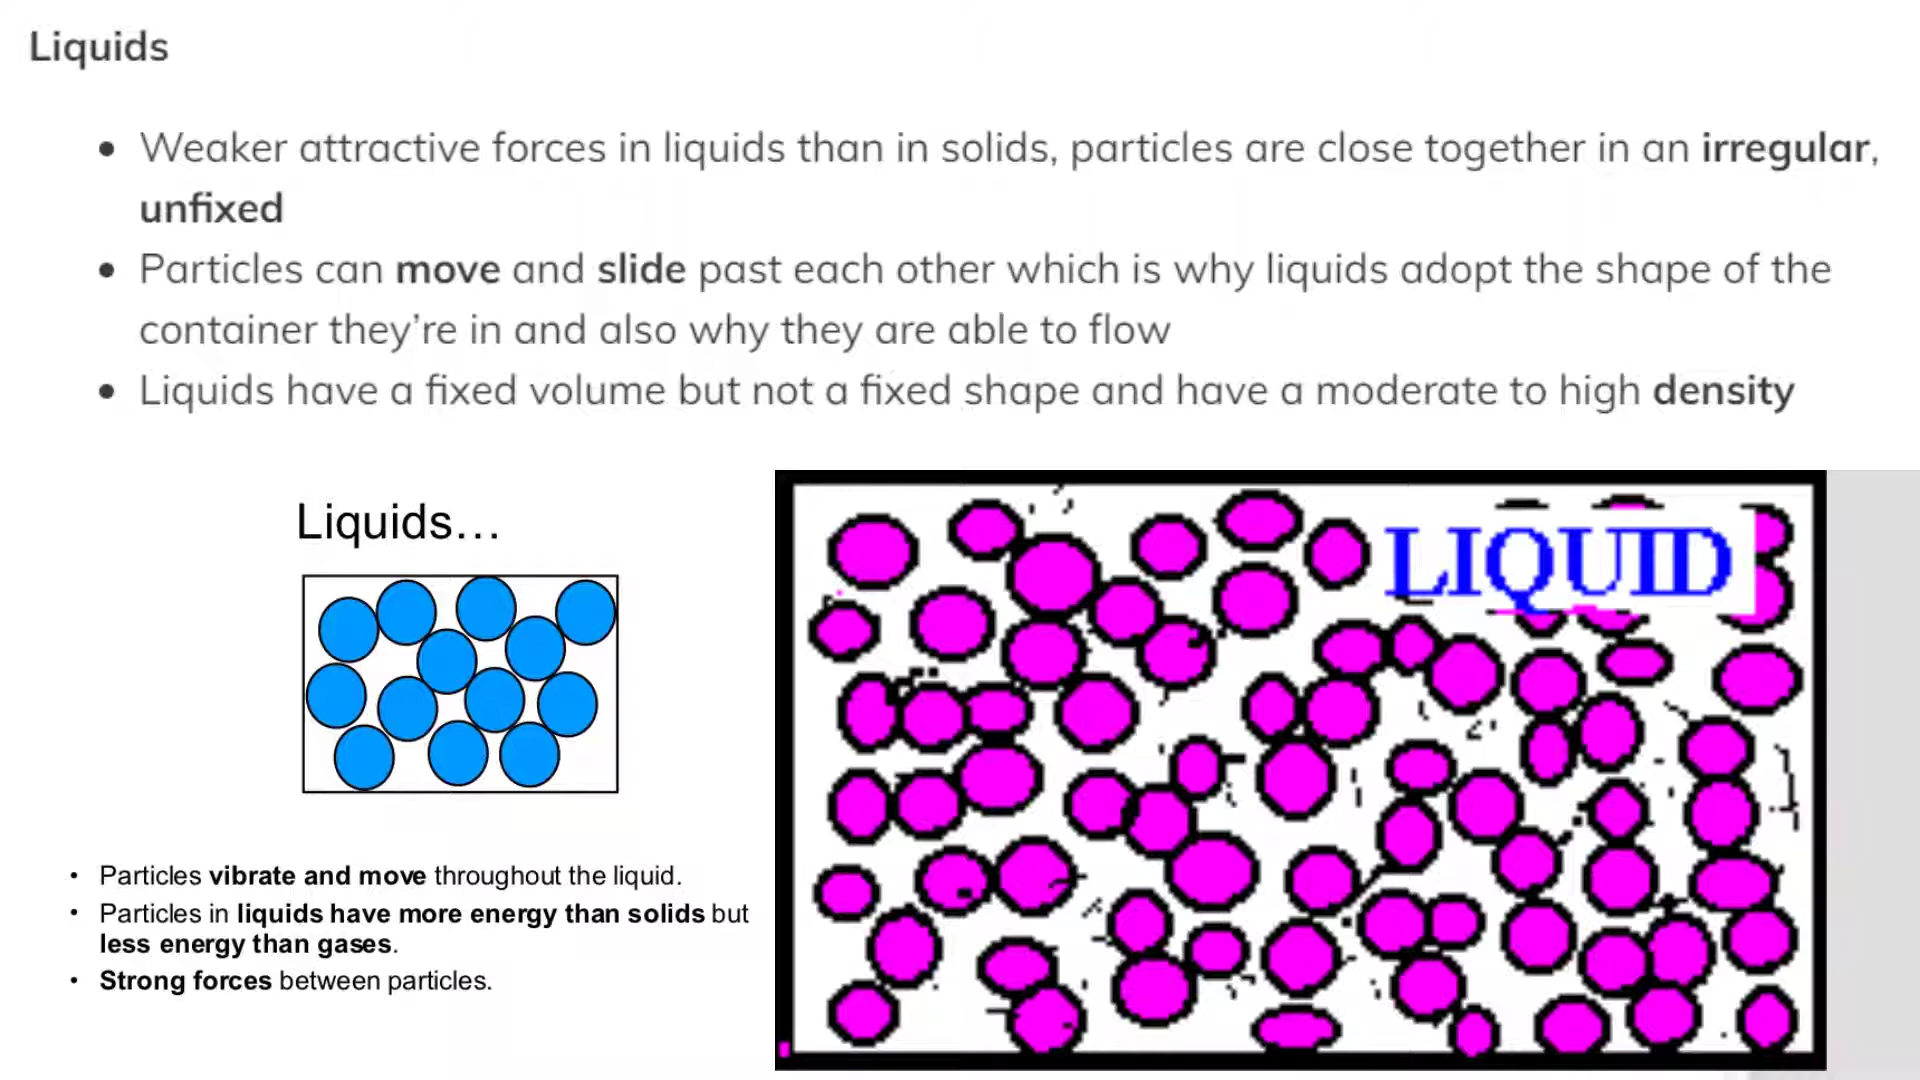 Liquids
• Weaker attractive forces in liquids than in solids, particles are close together in an irregular,
unfixed
• Particles can move and slide past each other which is why liquids adopt the shape of the
container they’re in and also why they are able to flow
• Liquids have a fixed volume but not a fixed shape and have a moderate to high density
Liquids…
LIQUID
• Particles vibrate and move throughout the liquid.
• Particles in liquids have more energy than solids but
less energy than gases.
• Strong forces between particles.